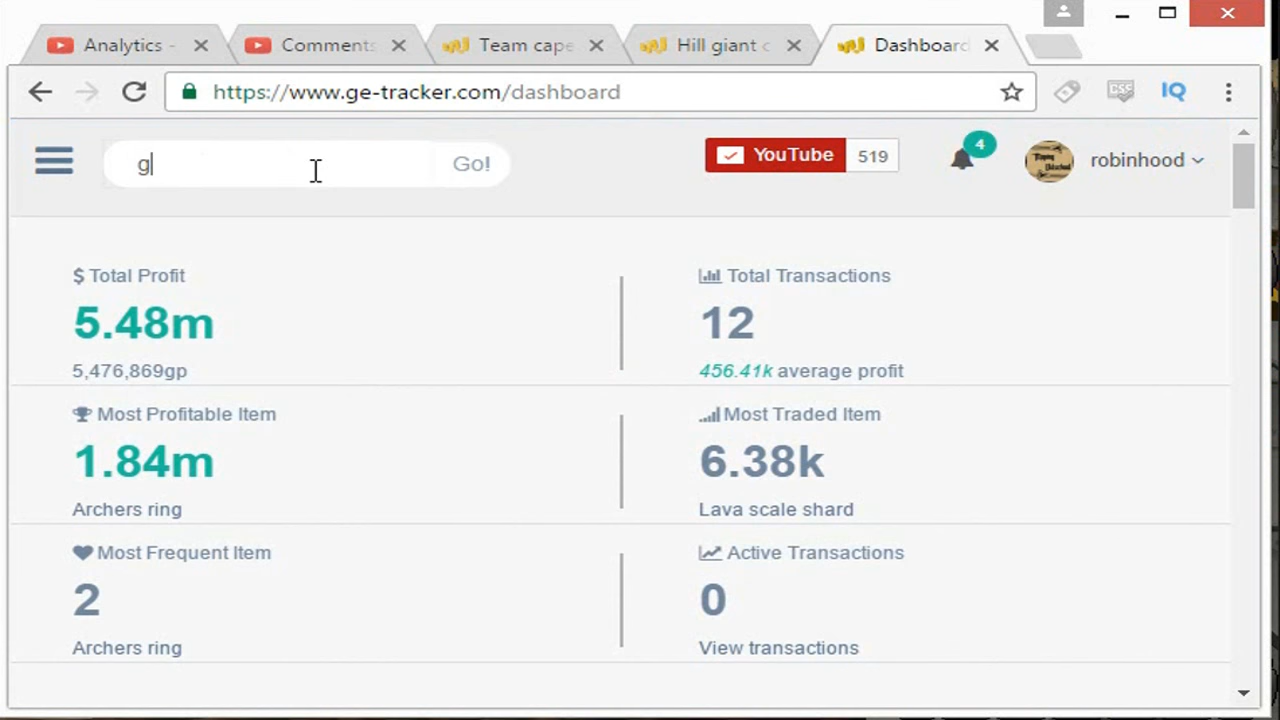 Analytics -
Comments
Team cape
Hill giant c
Dashboard
https://www.ge-tracker.com/dashboard
CSS
IQ
g
Go!
YouTube
519
4
robinhood
$ Total Profit
5.48m
5,476,869gp
Total Transactions
12
456.41k average profit
Most Profitable Item
1.84m
Archers ring
Most Traded Item
6.38k
Lava scale shard
Most Frequent Item
2
Archers ring
Active Transactions
0
View transactions